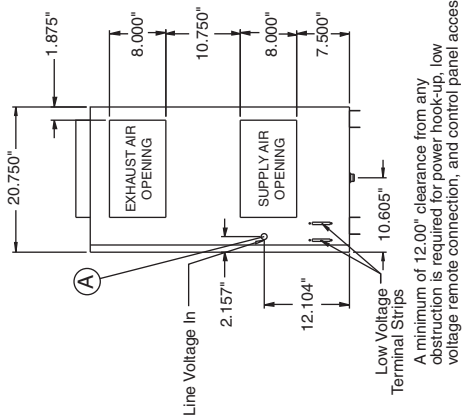 20.750"
1.875"
8.000"
10.750"
8.000"
7.500"
EXHAUST AIR
OPENING
SUPPLY AIR
OPENING
A
Line Voltage In
2.157"
12.104"
10.605"
Low Voltage
Terminal Strips
A minimum of 12.00" clearance from any
obstruction is required for power hook-up, low
voltage remote connection, and control panel acces